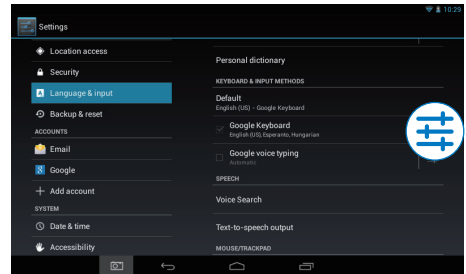 10:29
Settings
Location access
Security
Language & input
Backup & reset
ACCOUNTS
Email
8 Google
Add account
SYSTEM
Date & time
Accessibility
Personal dictionary
KEYBOARD & INPUT METHODS
Default
English (US) - Google Keyboard
Google Keyboard
English (US), Esperanto, Hungarian
Google voice typing
Automatic
SPEECH
Voice Search
Text-to-speech output
MOUSE/TRACKPAD